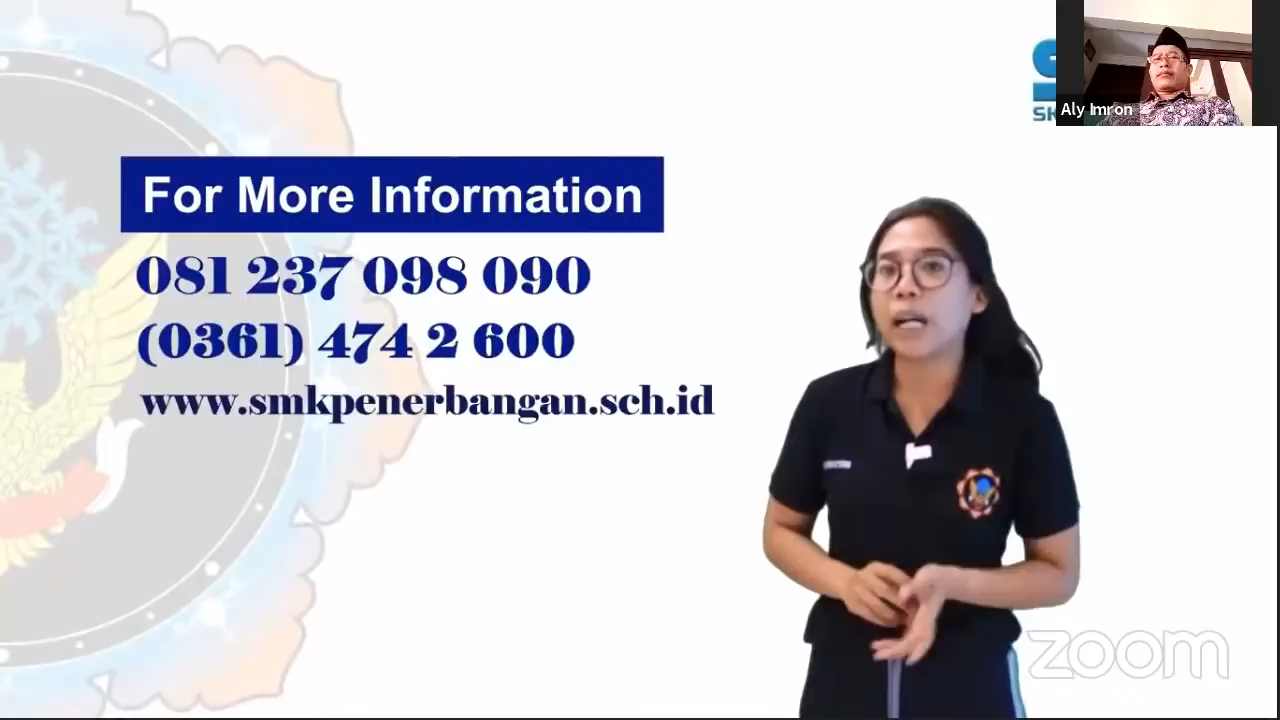 Aly Imron
For More Information
081 237 098 090
(0361) 474 2 600
www.smkpenerbangan.sch.id
zoom